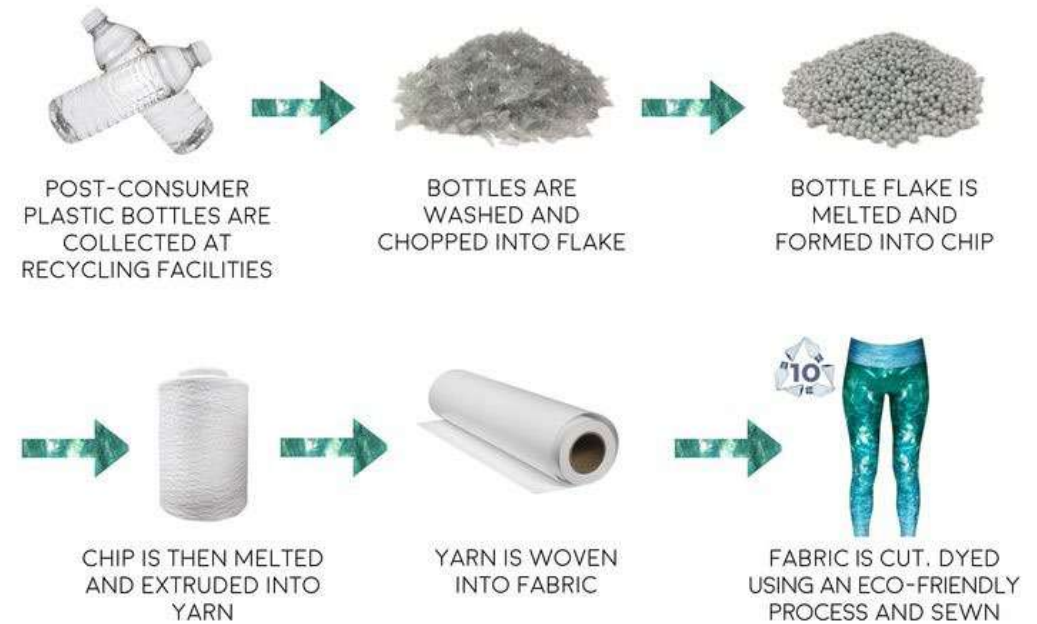 POST-CONSUMER
PLASTIC BOTTLES ARE
COLLECTED AT
RECYCLING FACILITIES
BOTTLES ARE
WASHED AND
CHOPPED INTO FLAKE
BOTTLE FLAKE IS
MELTED AND
FORMED INTO CHIP
CHIP IS THEN MELTED
AND EXTRUDED INTO
YARN
YARN IS WOVEN
INTO FABRIC
10
FABRIC IS CUT. DYED
USING AN ECO-FRIENDLY
PROCESS AND SEWN